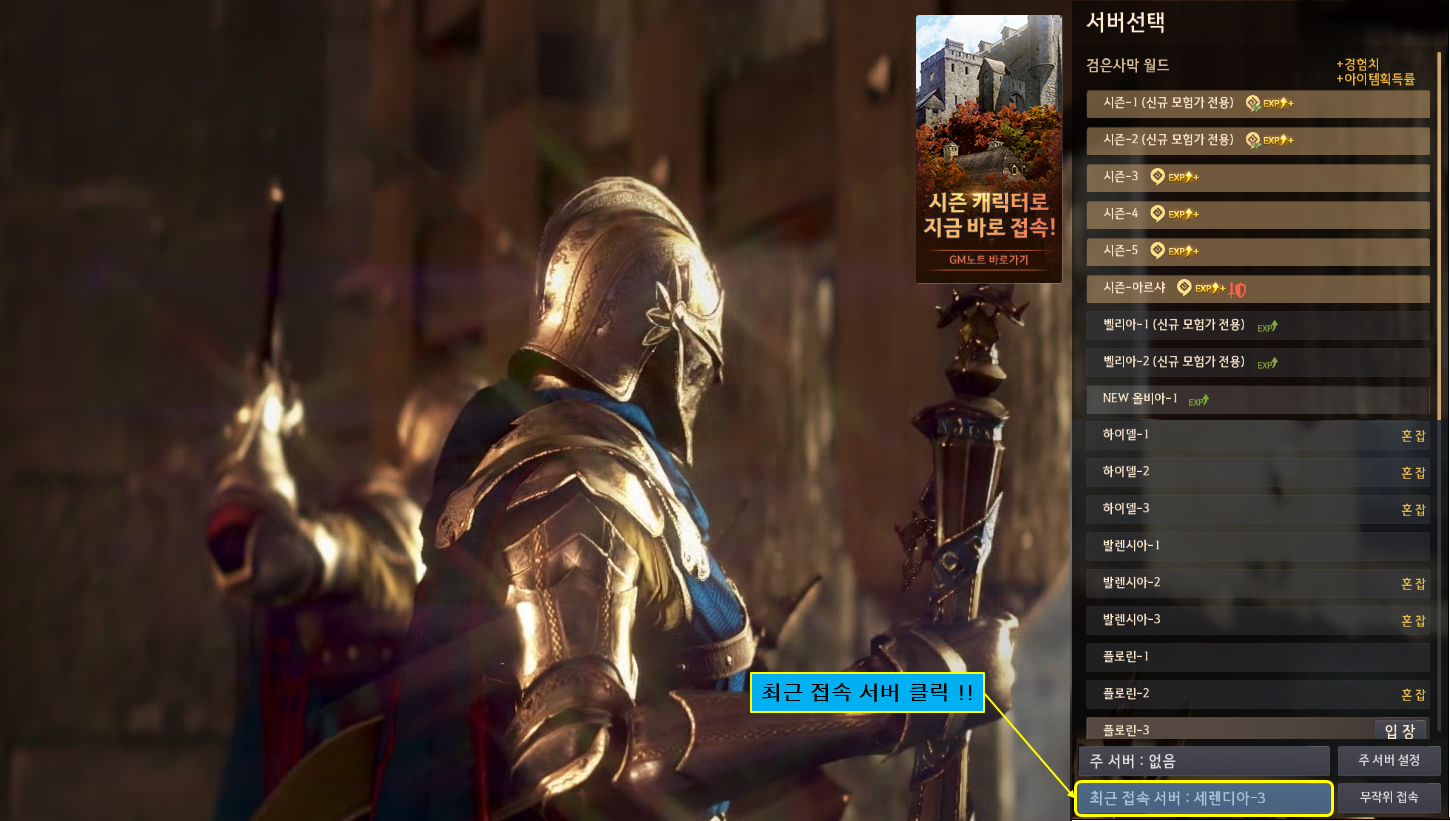 시즌 캐릭터로
지금 바로 접속!
GM노트 바로가기
서버선택
검은사막 월드
+경험치
+아이템획득률
시즌-1 (신규 모험가 전용) EXP+
시즌-2 (신규 모험가 전용) EXP+
시즌-3 EXP+
시즌-4 EXP+
시즌-5 EXP+
시즌-아르샤 EXP+
벨리아-1 (신규 모험가 전용) EXP
벨리아-2 (신규 모험가 전용) EXP
NEW 올비아-1 EXP
하이델-1 혼잡
하이델-2 혼잡
하이델-3 혼잡
발렌시아-1
발렌시아-2 혼잡
발렌시아-3 혼잡
플로린-1
플로린-2 혼잡
플로린-3 입장
주 서버 : 없음 주 서버 설정
최근 접속 서버 : 세렌디아-3 무작위 접속
최근 접속 서버 클릭 !!